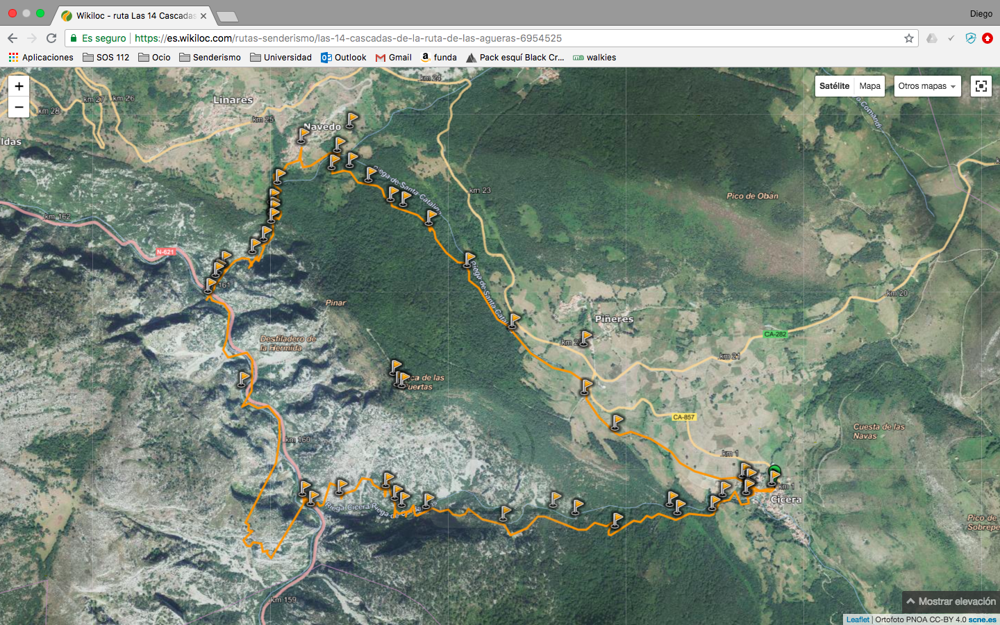 Wikiloc - ruta Las 14 Cascadas
Diego
Es seguro
https://es.wikiloc.com/rutas-senderismo/las-14-cascadas-de-la-ruta-de-las-agueras-6954525
Aplicaciones
SOS 112
Ocio
Senderismo
Universidad
Outlook
Gmail
funda
Pack esquí Black Cr...
walkies
+
−
Satélite
Mapa
Otros mapas
km 24
km 27
km 26
km 28
Linares
km 25
Navedo
ldas
Riega de Santa Catalina
km 23
Pico de Obán
km 162
N-621
161
Riega de Santa Catal
km 20
Pinar
Piñeres
CA-282
Desfiladero de
la Hermida
km 2
km 21
ca de las
uertas
CA-857
Cuesta de las
Navas
km 160
km 1
km 1
Cicera
Riega Cicera
Riega de
Pico de
Sobrepe
km 159
Mostrar elevación
Leaflet | Ortofoto PNOA CC-BY 4.0 scne.es